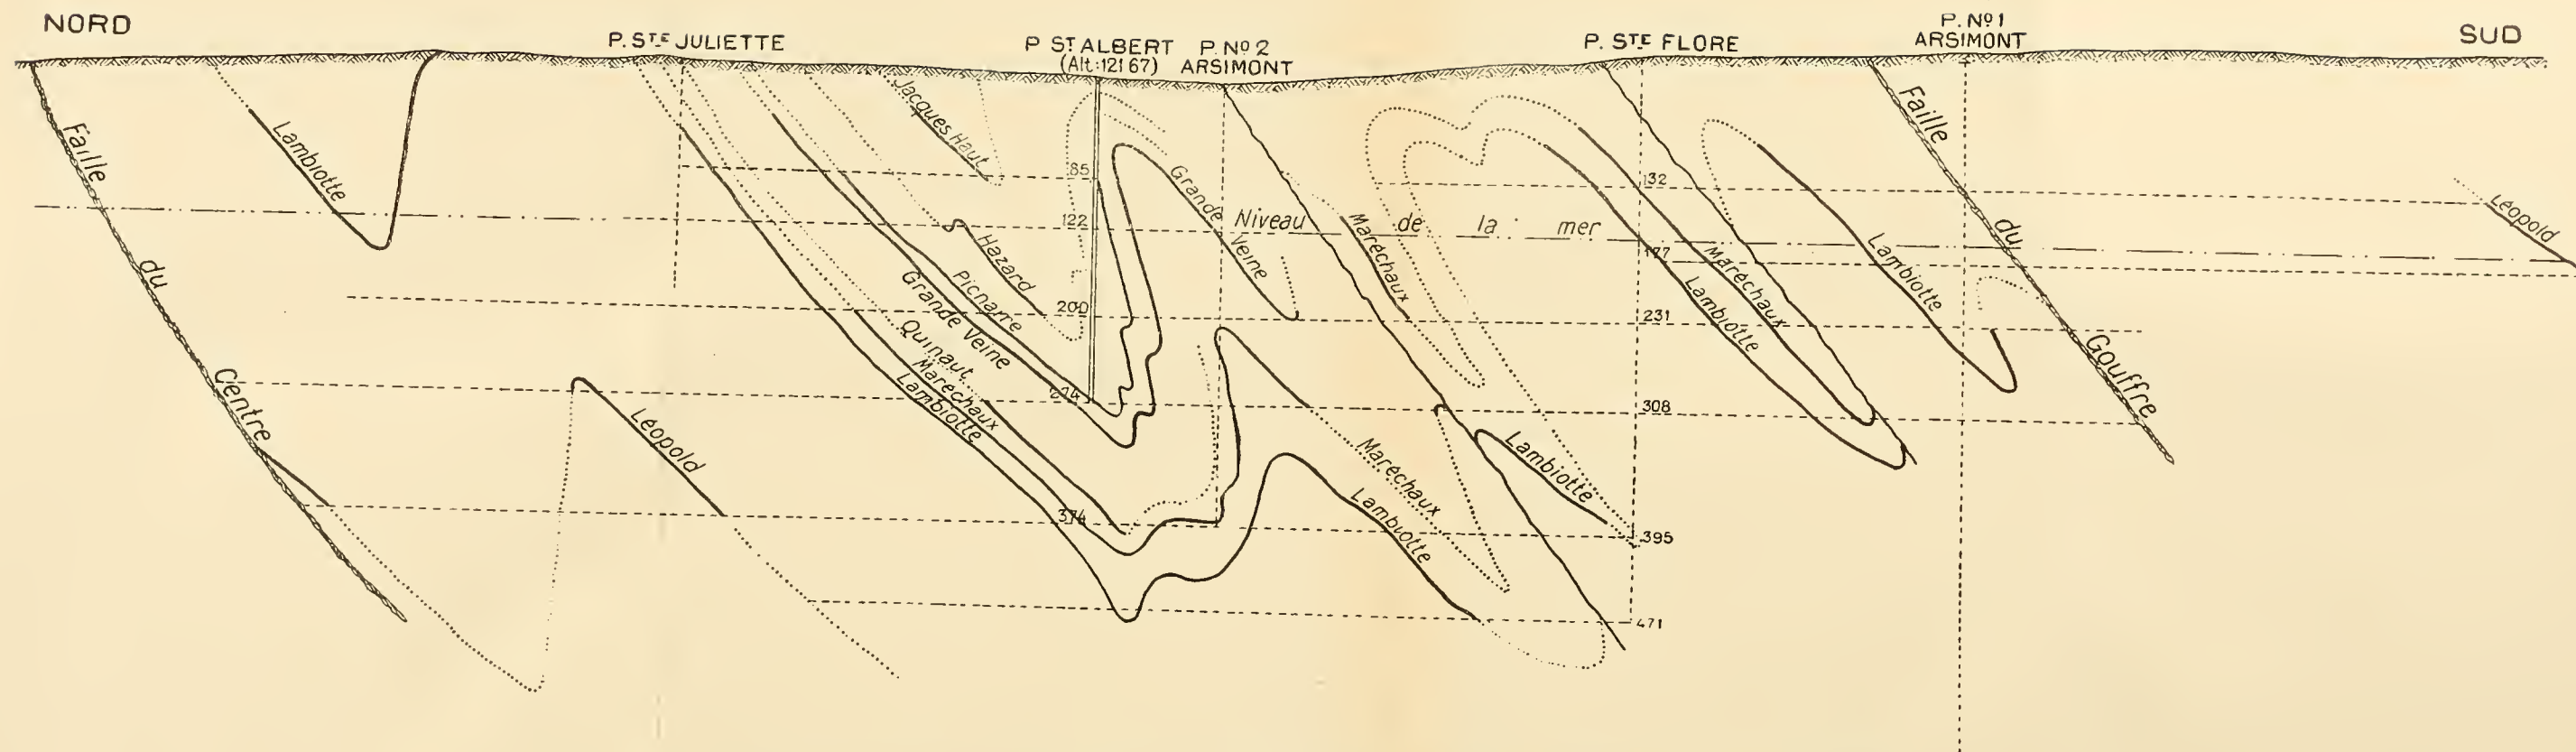 NORD
P. STE JULIETTE
P ST ALBERT
(Alt: 121 67)
P. Nº 2
ARSIMONT
P. STE FLORE
P. Nº 1
ARSIMONT
SUD
Faille
du
Centre
Lambiotte
Léopold
Jacques Haut
Hazard
Picnarre
Grande Veine
Quinaut
Maréchaux
Lambiotte
85
122
200
374
Grande
Veine
Niveau de la mer
Maréchaux
Maréchaux
Lambiotte
Lambiotte
Maréchaux
Lambiotte
132
177
231
308
395
471
Lambiotte
Faille
du
Gouffre
Léopold